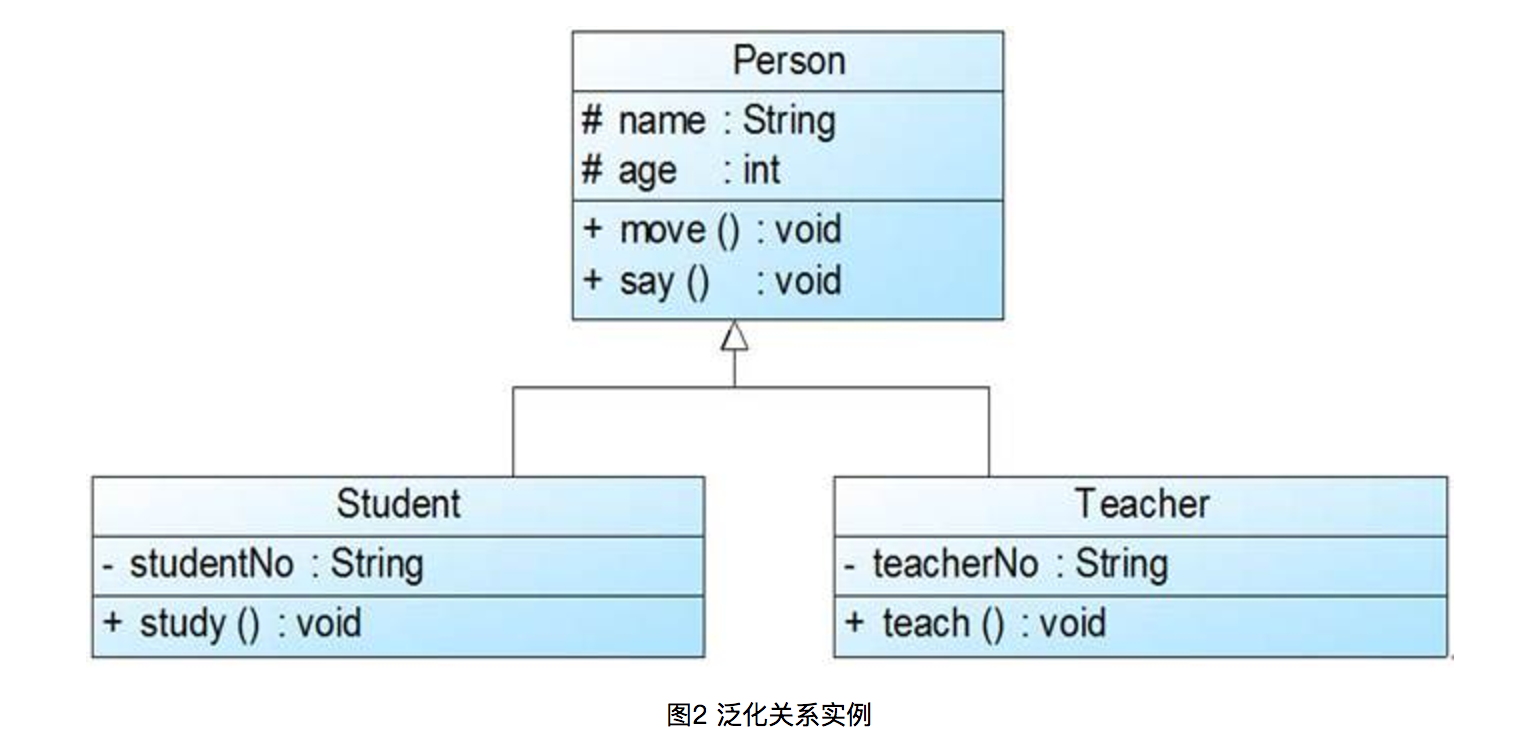 Person
# name : String
# age : int
+ move () : void
+ say () : void
Student
- studentNo : String
+ study () : void
Teacher
- teacherNo : String
+ teach () : void
图2 泛化关系实例